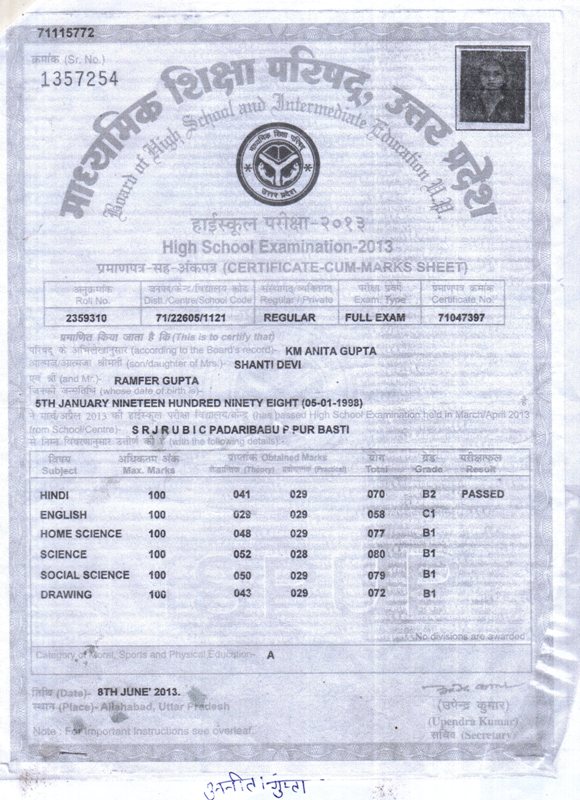 71115772
क्रमांक (Sr. No.)
1357254
माध्यमिक शिक्षा परिषद्, उत्तर प्रदेश
Board of High School and Intermediate Education U.P.
माध्यमिक शिक्षा परिषद्
उत्तर प्रदेश
हाईस्कूल परीक्षा-२०१३
High School Examination-2013
प्रमाणपत्र-सह-अंकपत्र (CERTIFICATE-CUM-MARKS SHEET)
अनुक्रमांक जनपद/केन्द्र/विद्यालय कोड संस्थागत/व्यक्तिगत परीक्षा प्रकार प्रमाणपत्र क्रमांक
Roll No. Distt./Centre/School Code Regular / Private Exam. Type Certificate No.
2359310 71/22605/1121 REGULAR FULL EXAM 71047397
प्रमाणित किया जाता है कि (This is to certify that)
परिषद् के अभिलेखानुसार (according to the Board's record)- KM ANITA GUPTA
आत्मज/आत्मजा श्रीमती (son/daughter of Mrs.)- SHANTI DEVI
एवं श्री (and Mr.)- RAMFER GUPTA
जिसकी जन्मतिथि (whose date of birth is)-
5TH JANUARY NINETEEN HUNDRED NINETY EIGHT (05-01-1998)
ने मार्च/अप्रैल 2013 की हाईस्कूल परीक्षा विद्यालय/केन्द्र (has passed High School Examination held in March/April 2013
from School/Centre)- S R J R U B I C PADARIBABU P PUR BASTI
से निम्न विवरणानुसार उत्तीर्ण की। (with the following details):-
विषय अधिकतम अंक प्राप्तांक Obtained Marks योग ग्रेड परीक्षाफल
Subject Max. Marks सैद्धान्तिक (Theory) प्रयोगात्मक (Practical) Total Grade Result
HINDI 100 041 029 070 B2 PASSED
ENGLISH 100 029 029 058 C1
HOME SCIENCE 100 048 029 077 B1
SCIENCE 100 052 028 080 B1
SOCIAL SCIENCE 100 050 029 079 B1
DRAWING 100 043 029 072 B1
No divisions are awarded
Category of Moral, Sports and Physical Education- A
तिथि (Date)- 8TH JUNE' 2013.
स्थान (Place)- Allahabad, Uttar Pradesh
(उपेन्द्र कुमार)
(Upendra Kumar)
सचिव (Secretary)
Note : For Important Instructions see overleaf.
अनीता गुप्ता